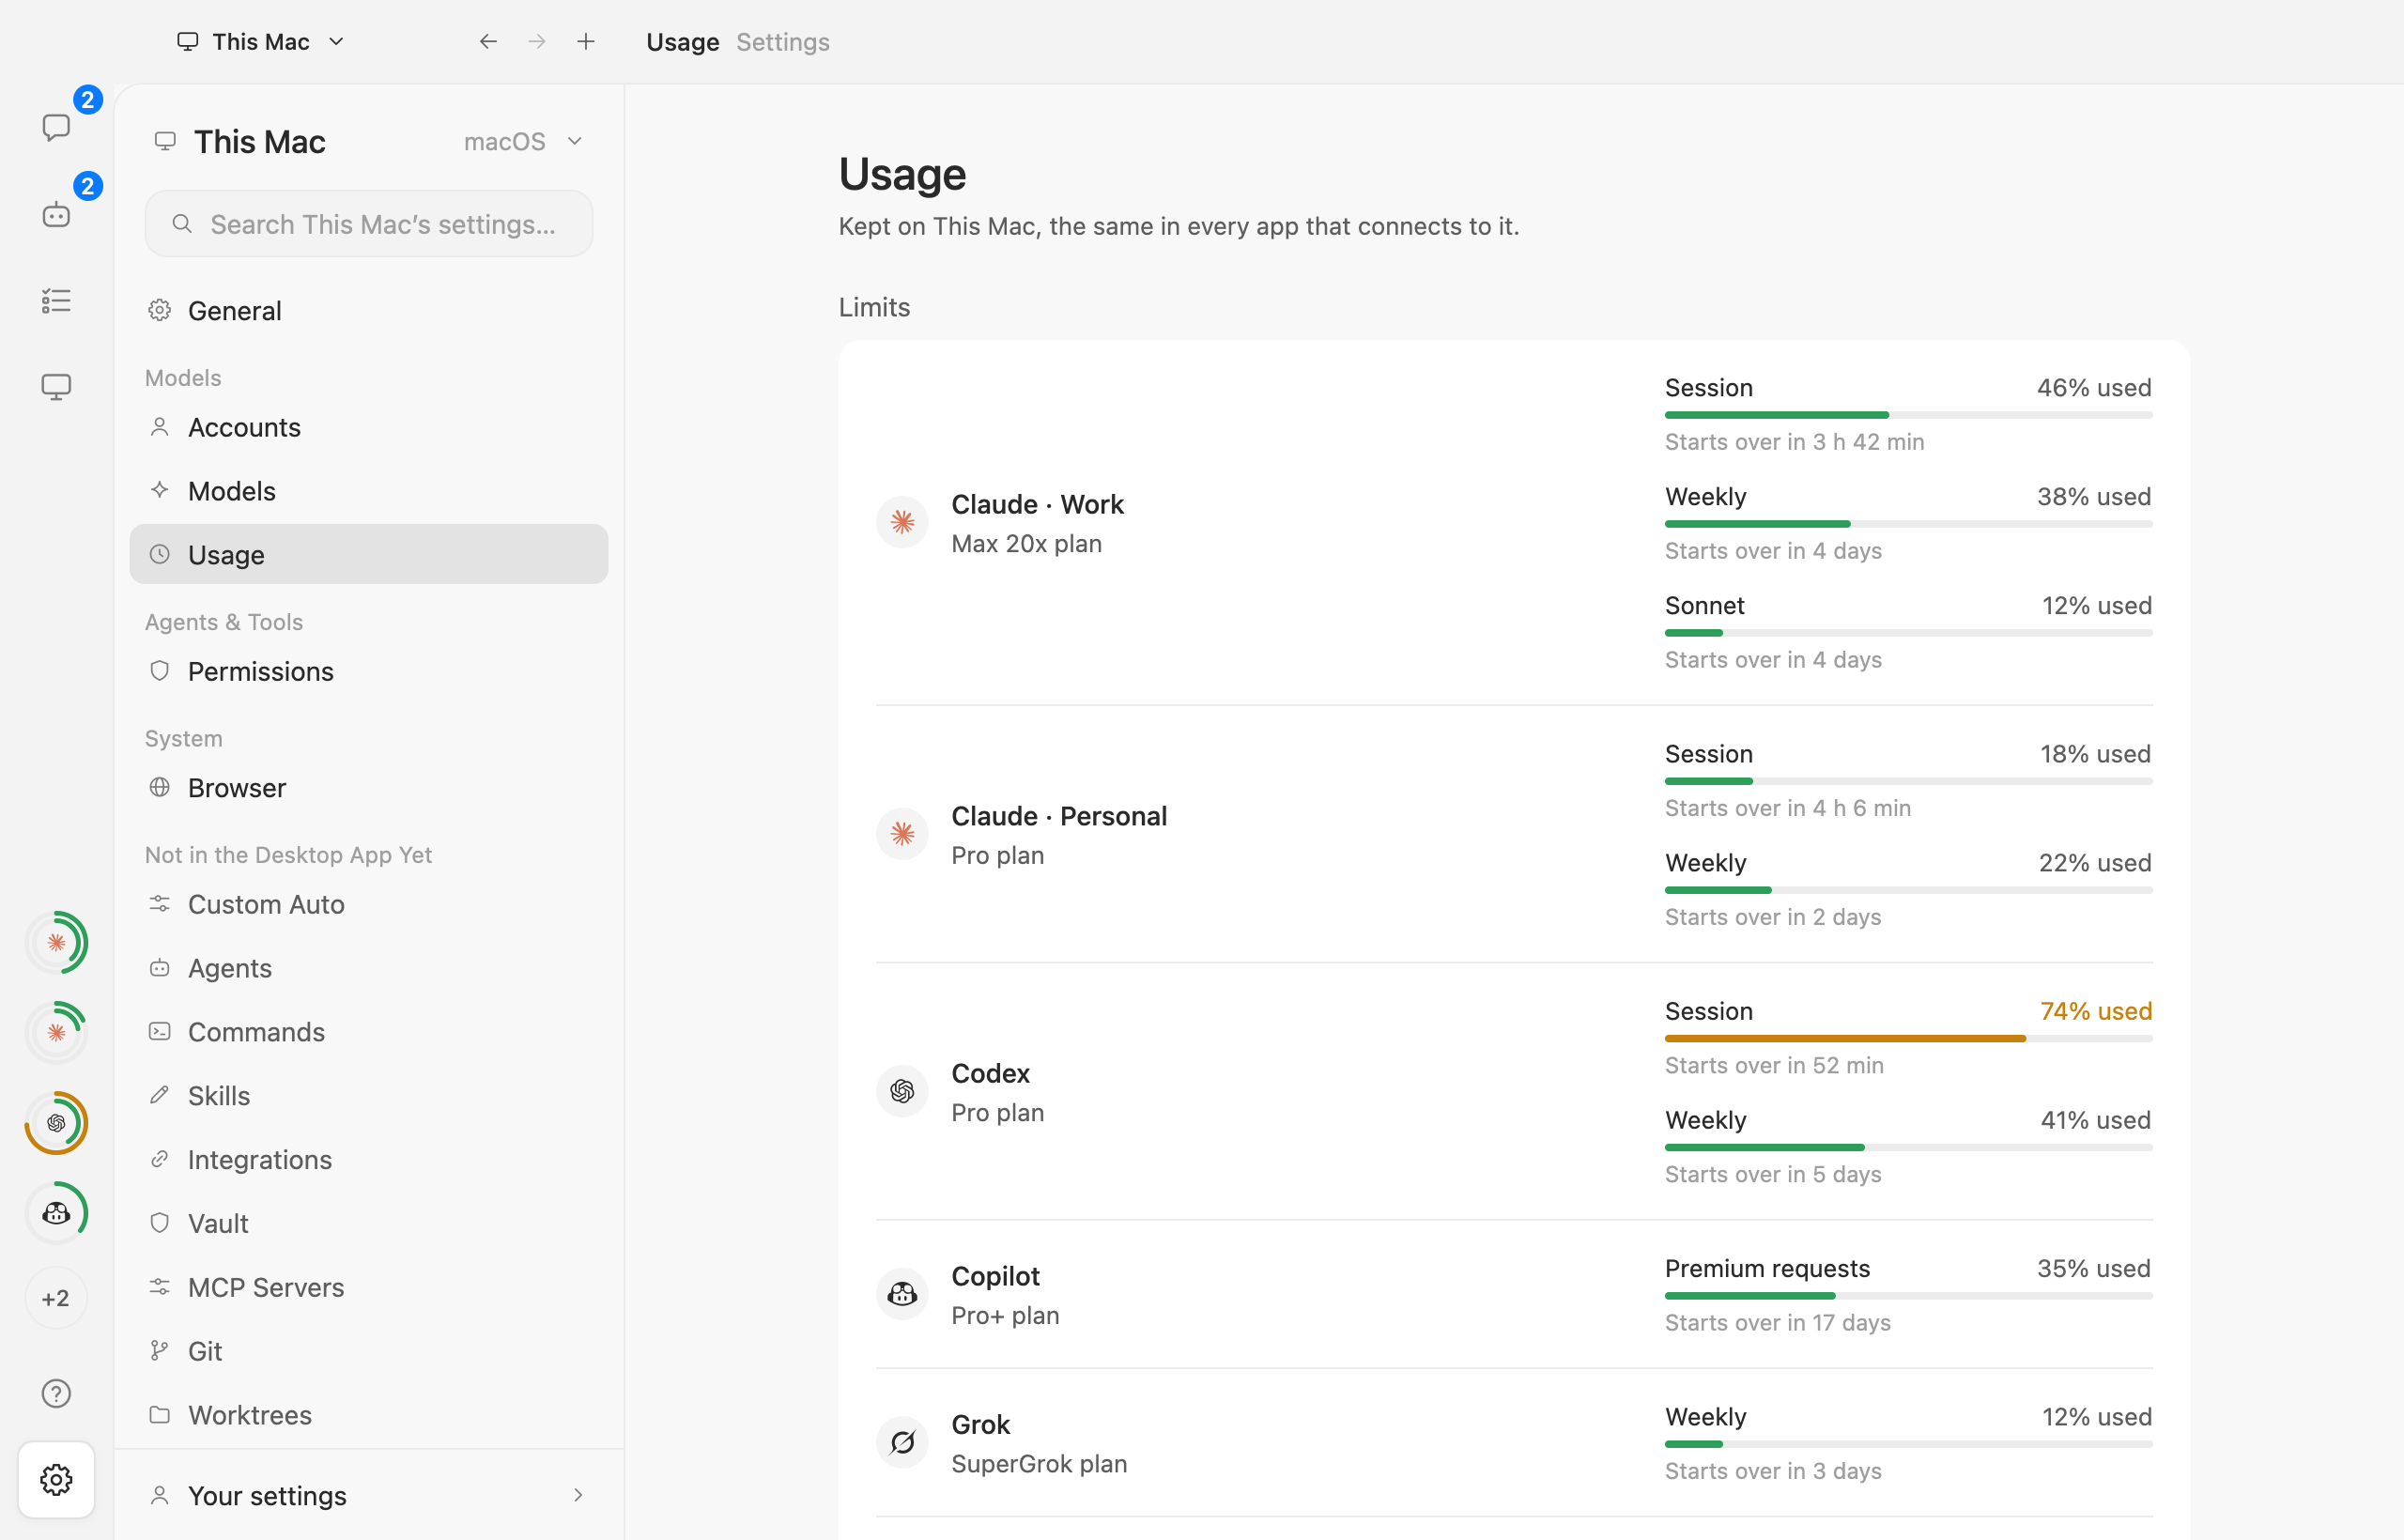 This Mac
Usage Settings
2
2
This Mac macOS
Search This Mac’s settings...
General
Models
Accounts
Models
Usage
Agents & Tools
Permissions
System
Browser
Not in the Desktop App Yet
Custom Auto
Agents
Commands
Skills
Integrations
Vault
MCP Servers
Git
Worktrees
Your settings
+2
Usage
Kept on This Mac, the same in every app that connects to it.
Limits
Claude · Work
Max 20x plan
Session 46% used
Starts over in 3 h 42 min
Weekly 38% used
Starts over in 4 days
Sonnet 12% used
Starts over in 4 days
Claude · Personal
Pro plan
Session 18% used
Starts over in 4 h 6 min
Weekly 22% used
Starts over in 2 days
Codex
Pro plan
Session 74% used
Starts over in 52 min
Weekly 41% used
Starts over in 5 days
Copilot
Pro+ plan
Premium requests 35% used
Starts over in 17 days
Grok
SuperGrok plan
Weekly 12% used
Starts over in 3 days